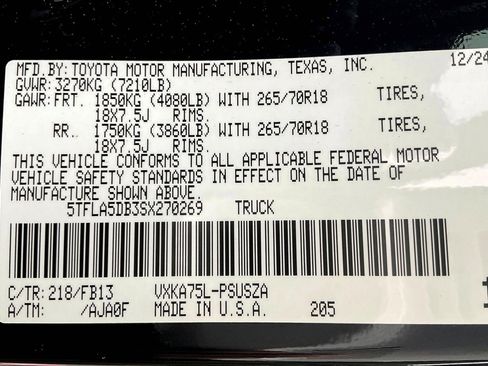 MFD.BY:TOYOTA MOTOR MANUFACTURING, TEXAS, INC. 12/24
GVWR:3270KG (7210LB)
GAWR:FRT. 1850KG (4080LB) WITH 265/70R18 TIRES,
18X7.5J RIMS.
RR. 1750KG (3860LB) WITH 265/70R18 TIRES,
18X7.5J RIMS.
THIS VEHICLE CONFORMS TO ALL APPLICABLE FEDERAL MOTOR
VEHICLE SAFETY STANDARDS IN EFFECT ON THE DATE OF
MANUFACTURE SHOWN ABOVE.
5TFLA5DB3SX270269 TRUCK
C/TR:218/FB13 VXKA75L-PSUSZA
A/TM: /AJA0F MADE IN U.S.A. 205